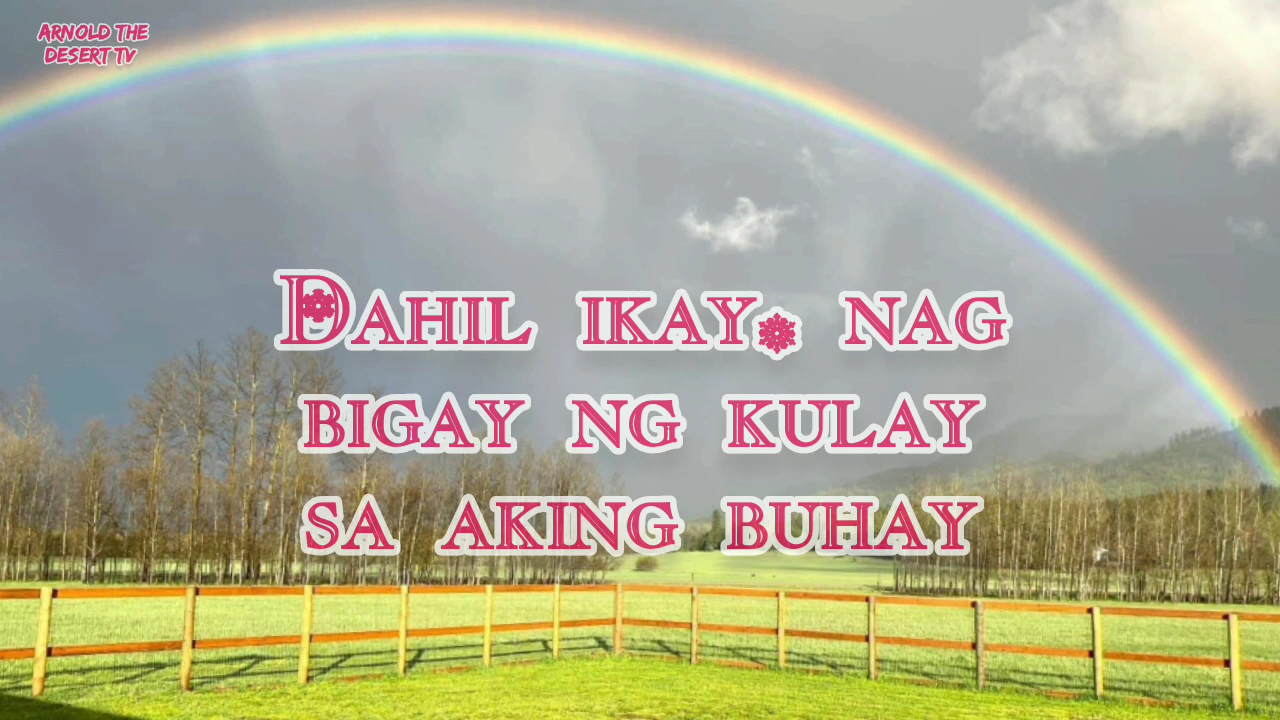 ARNOLD THE
DESERT TV
Dahil ikay, nag
bigay ng kulay
sa aking buhay